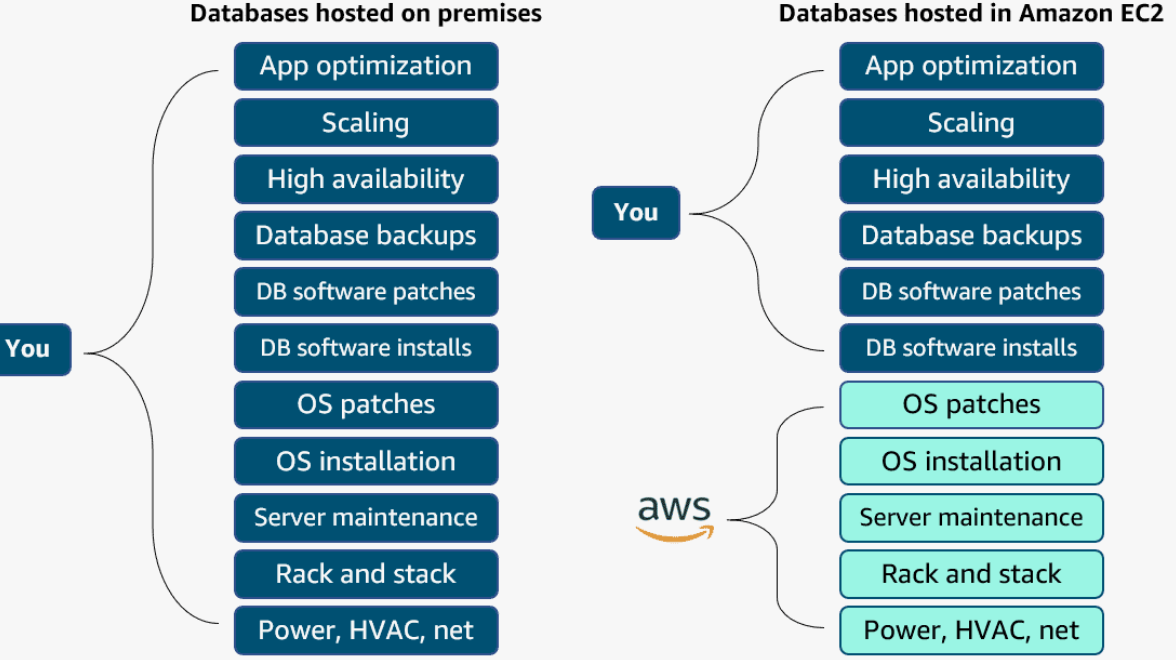 Databases hosted on premises
You
App optimization
Scaling
High availability
Database backups
DB software patches
DB software installs
OS patches
OS installation
Server maintenance
Rack and stack
Power, HVAC, net
Databases hosted in Amazon EC2
You
App optimization
Scaling
High availability
Database backups
DB software patches
DB software installs
aws
OS patches
OS installation
Server maintenance
Rack and stack
Power, HVAC, net